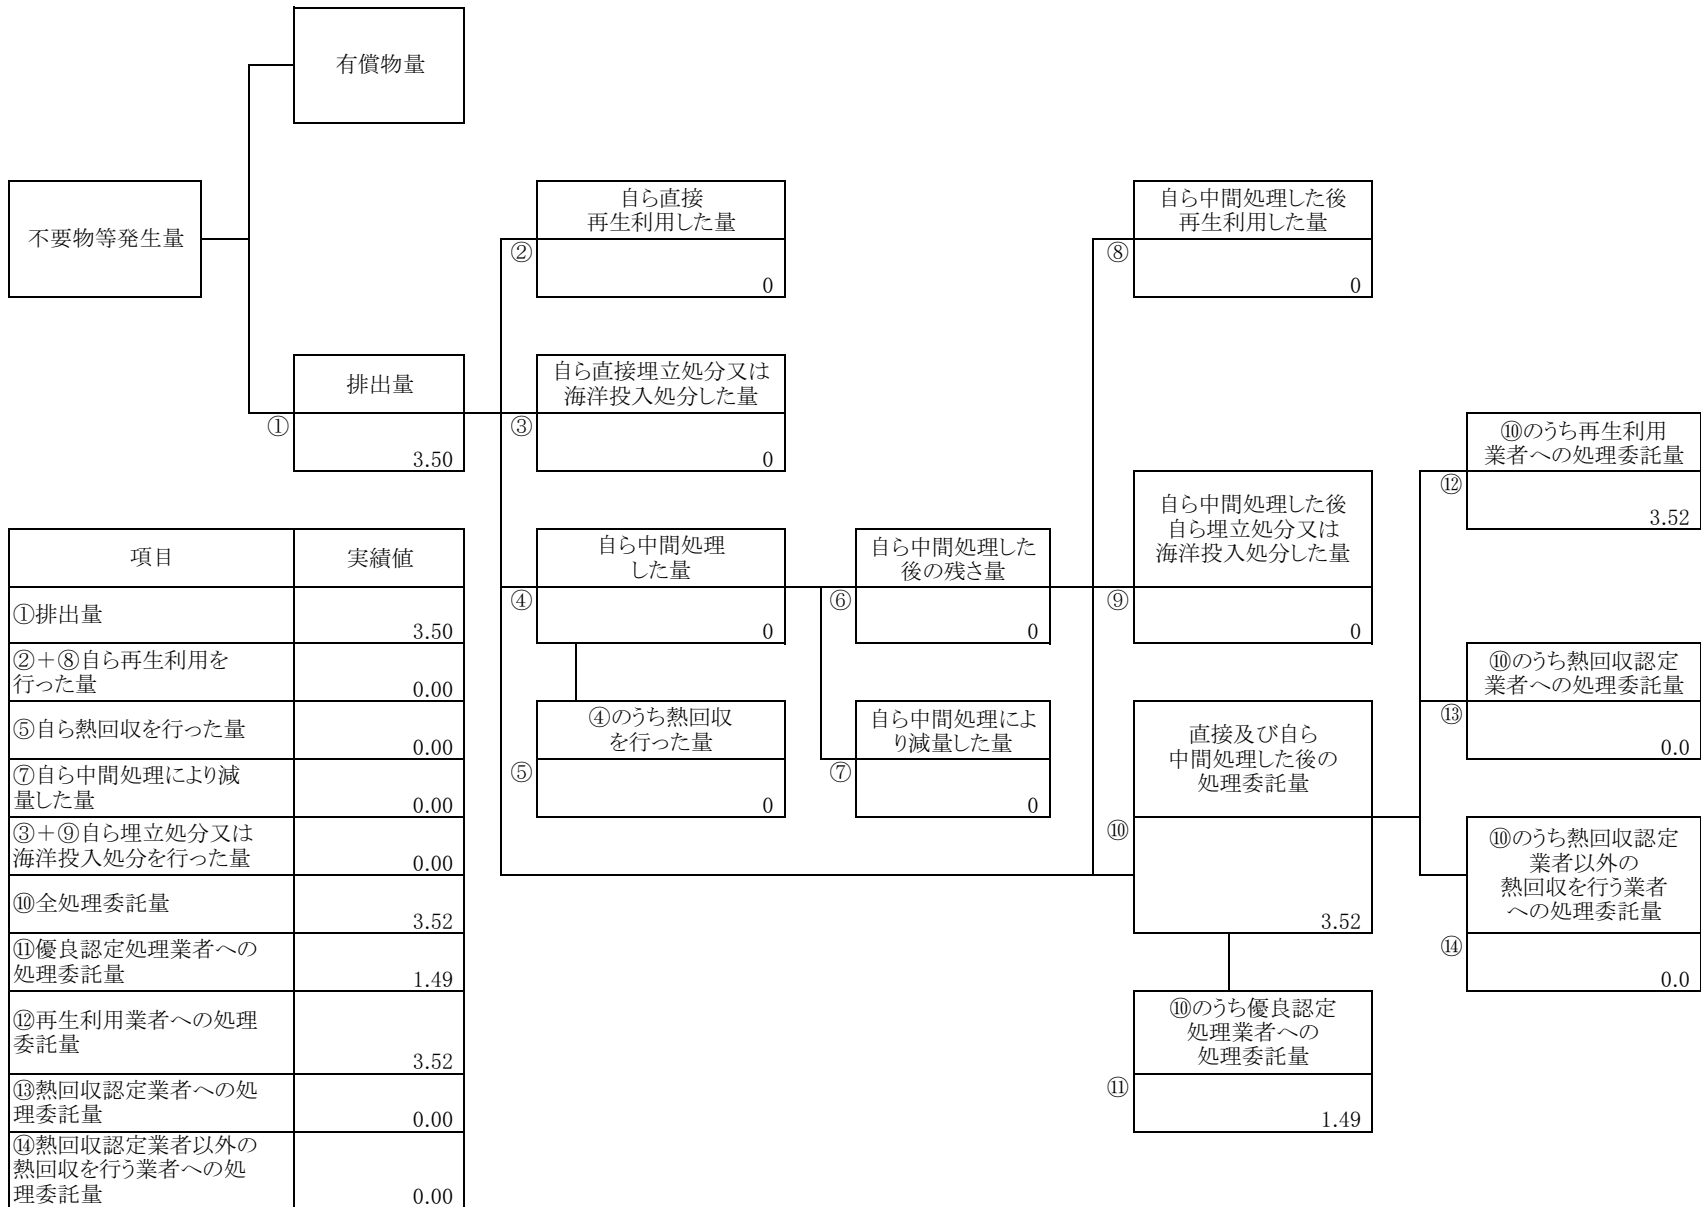 有償物量
不要物等発生量
排出量
①
3.50
自ら直接
再生利用した量
②
0
自ら直接埋立処分又は
海洋投入処分した量
③
0
自ら中間処理
した量
④
0
④のうち熱回収
を行った量
⑤
0
自ら中間処理した
後の残さ量
⑥
0
自ら中間処理によ
り減量した量
⑦
0
自ら中間処理した後
再生利用した量
⑧
0
自ら中間処理した後
自ら埋立処分又は
海洋投入処分した量
⑨
0
直接及び自ら
中間処理した後の
処理委託量
⑩
3.52
⑩のうち優良認定
処理業者への
処理委託量
⑪
1.49
⑩のうち再生利用
業者への処理委託量
⑫
3.52
⑩のうち熱回収認定
業者への処理委託量
⑬
0.0
⑩のうち熱回収認定
業者以外の
熱回収を行う業者
への処理委託量
⑭
0.0
項目 実績値
①排出量
3.50
②＋⑧自ら再生利用を
行った量
0.00
⑤自ら熱回収を行った量
0.00
⑦自ら中間処理により減
量した量
0.00
③＋⑨自ら埋立処分又は
海洋投入処分を行った量
0.00
⑩全処理委託量
3.52
⑪優良認定処理業者への
処理委託量
1.49
⑫再生利用業者への処理
委託量
3.52
⑬熱回収認定業者への処
理委託量
0.00
⑭熱回収認定業者以外の
熱回収を行う業者への処
理委託量
0.00